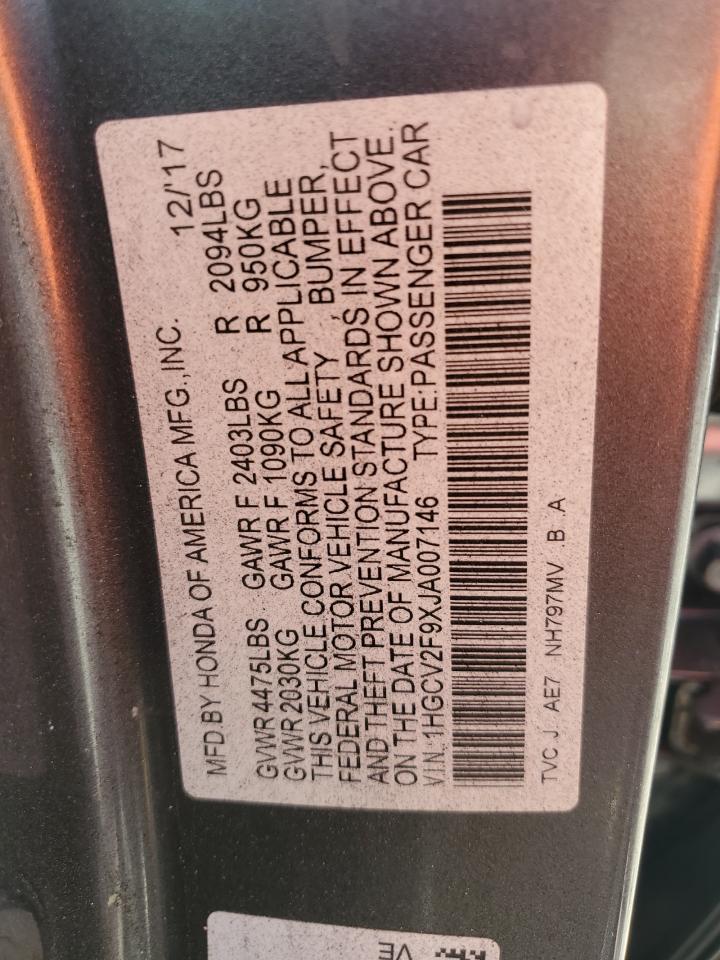 MFD BY HONDA OF AMERICA MFG.,INC. 12/'17
GVWR 4475LBS GAWR F 2403LBS R 2094LBS
GVWR 2030KG GAWR F 1090KG R 950KG
THIS VEHICLE CONFORMS TO ALL APPLICABLE
FEDERAL MOTOR VEHICLE SAFETY , BUMPER,
AND THEFT PREVENTION STANDARDS, IN EFFECT
ON THE DATE OF MANUFACTURE SHOWN ABOVE.
V.I.N. 1HGCV2F9XJA007146 TYPE:PASSENGER CAR
TVC J. AE7 NH797MV .B .A
VE